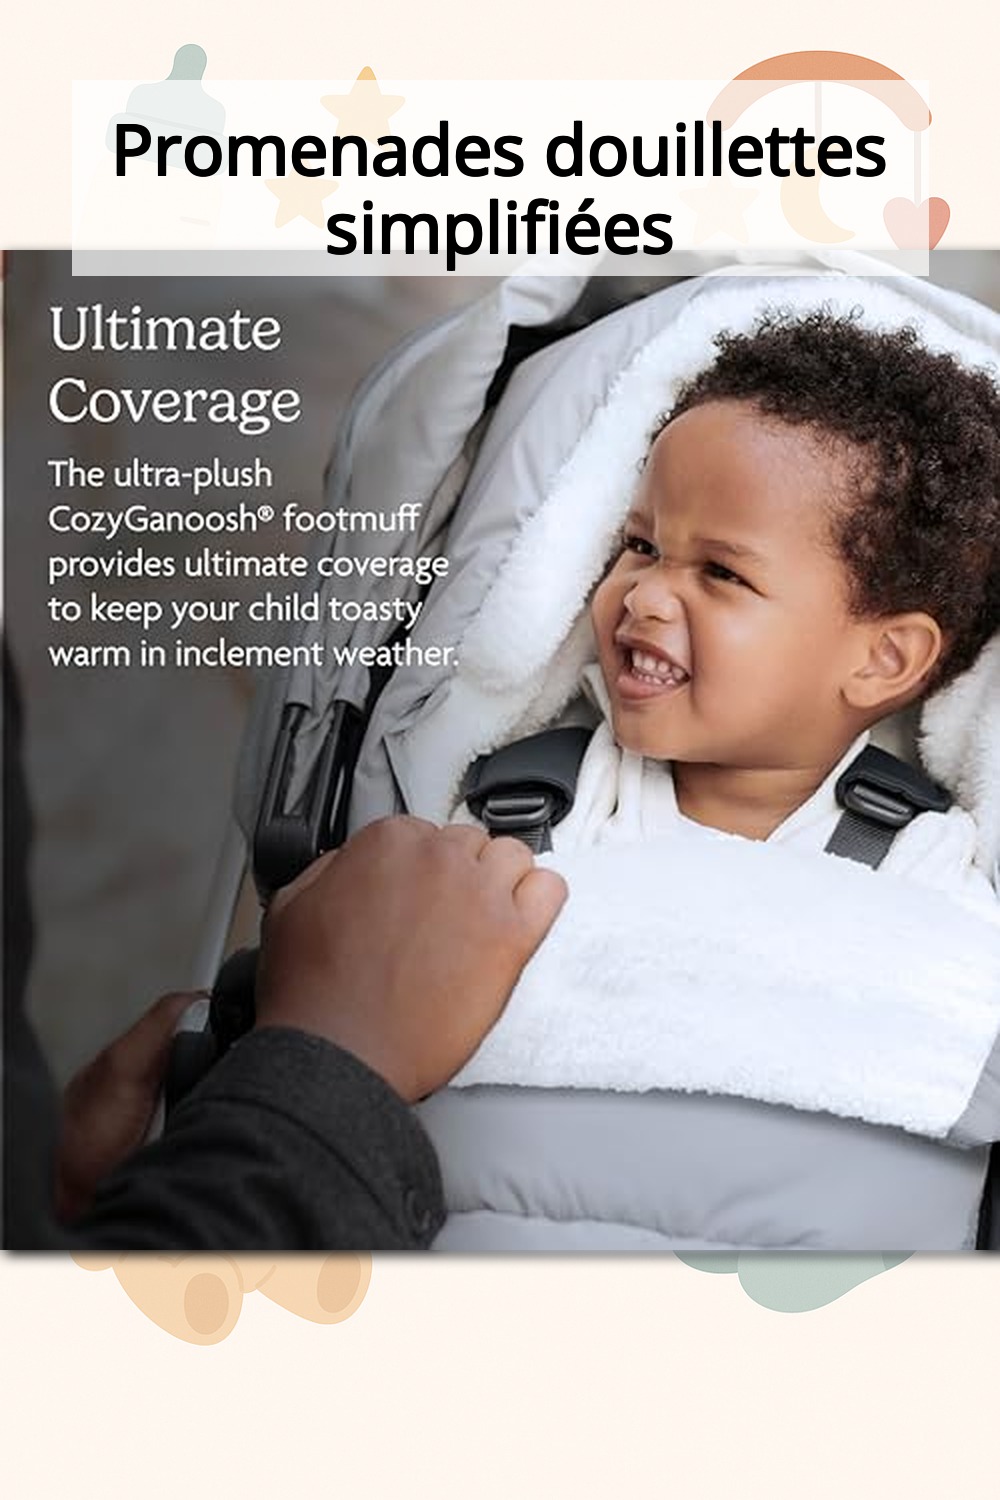 Promenades douillettes
simplifiées
Ultimate
Coverage
The ultra-plush
CozyGanoosh® footmuff
provides ultimate coverage
to keep your child toasty
warm in inclement weather.